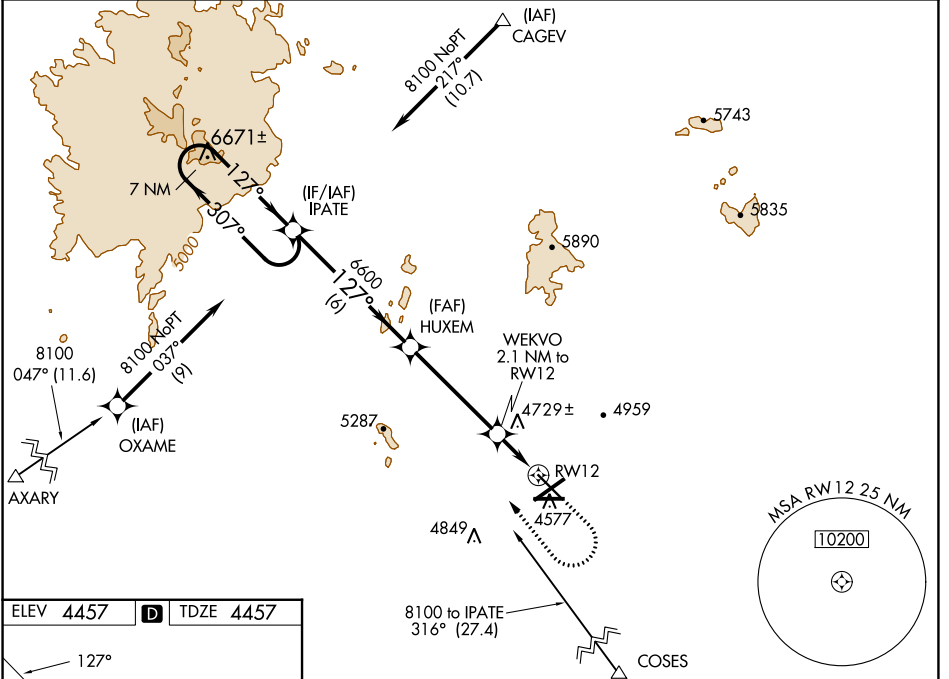 (IAF)
CAGEV
8100 NoPT
217°
(10.7)
5743
6671±
7 NM
127°
307°
(IF/IAF)
IPATE
5835
5890
5000
6600
127°
(6)
(FAF)
HUXEM
WEKVO
2.1 NM to
RW12
8100 NoPT
037°
(9)
8100
047° (11.6)
(IAF)
OXAME
AXARY
5287
4729±
4959
RW12
4577
4849
MSA RW12 25 NM
10200
8100 to IPATE
316° (27.4)
COSES
ELEV 4457 D TDZE 4457
127°